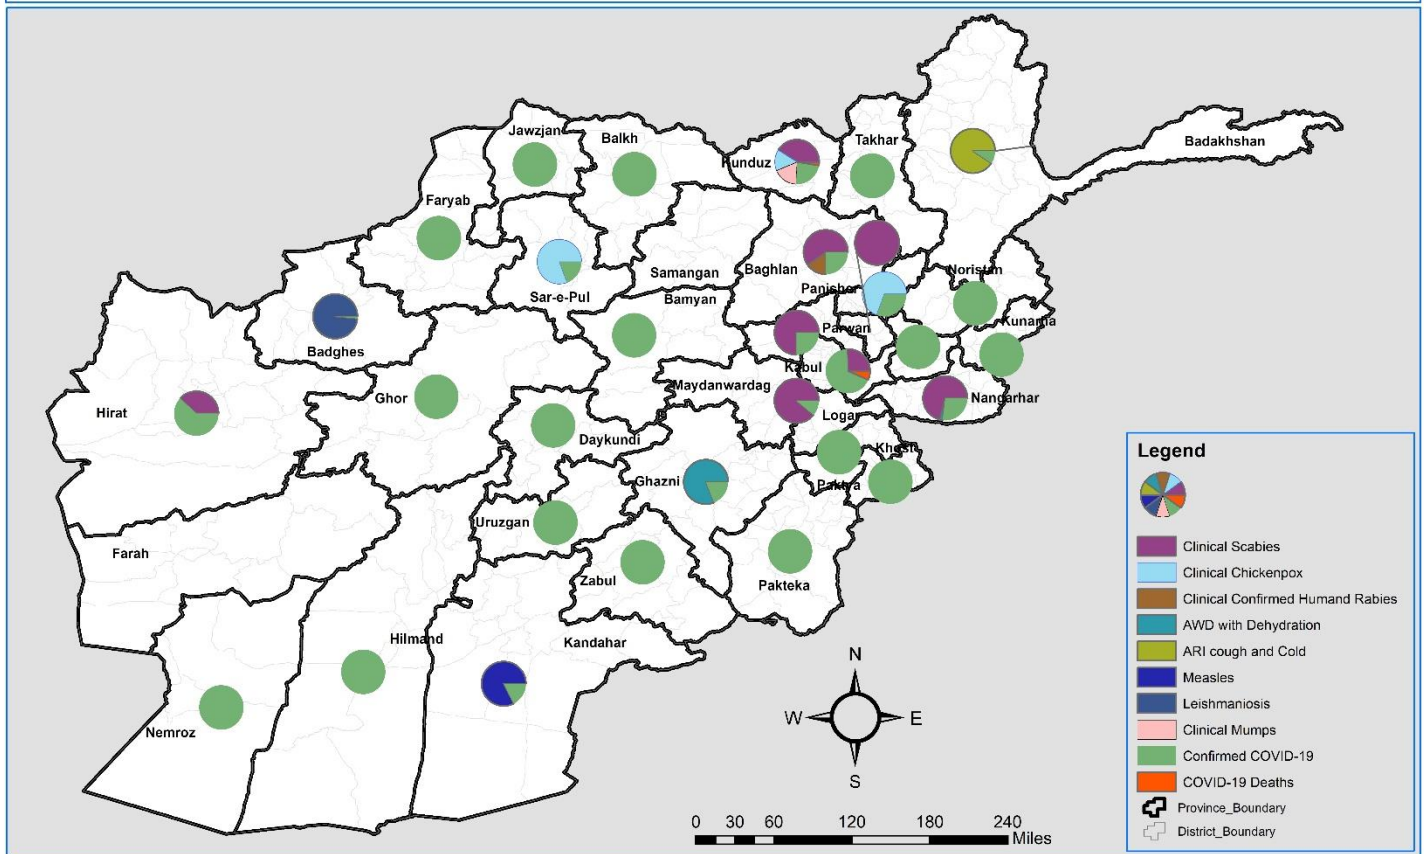 Jawzjan
Balkh
Kunduz
Takhar
Badakhshan
Faryab
Sar-e-Pul
Samangan
Baghlan
Panjsher
Noristan
Badghes
Bamyan
Parwan
Kunarha
Kabul
Hirat
Ghor
Maydanwardag
Nangarhar
Daykundi
Logar
Khost
Ghazni
Paktya
Uruzgan
Farah
Zabul
Pakteka
Hilmand
Kandahar
Nemroz
N
W
E
S
0 30 60 120 180 240
Miles
Legend
Clinical Scabies
Clinical Chickenpox
Clinical Confirmed Humand Rabies
AWD with Dehydration
ARI cough and Cold
Measles
Leishmaniosis
Clinical Mumps
Confirmed COVID-19
COVID-19 Deaths
Province_Boundary
District_Boundary